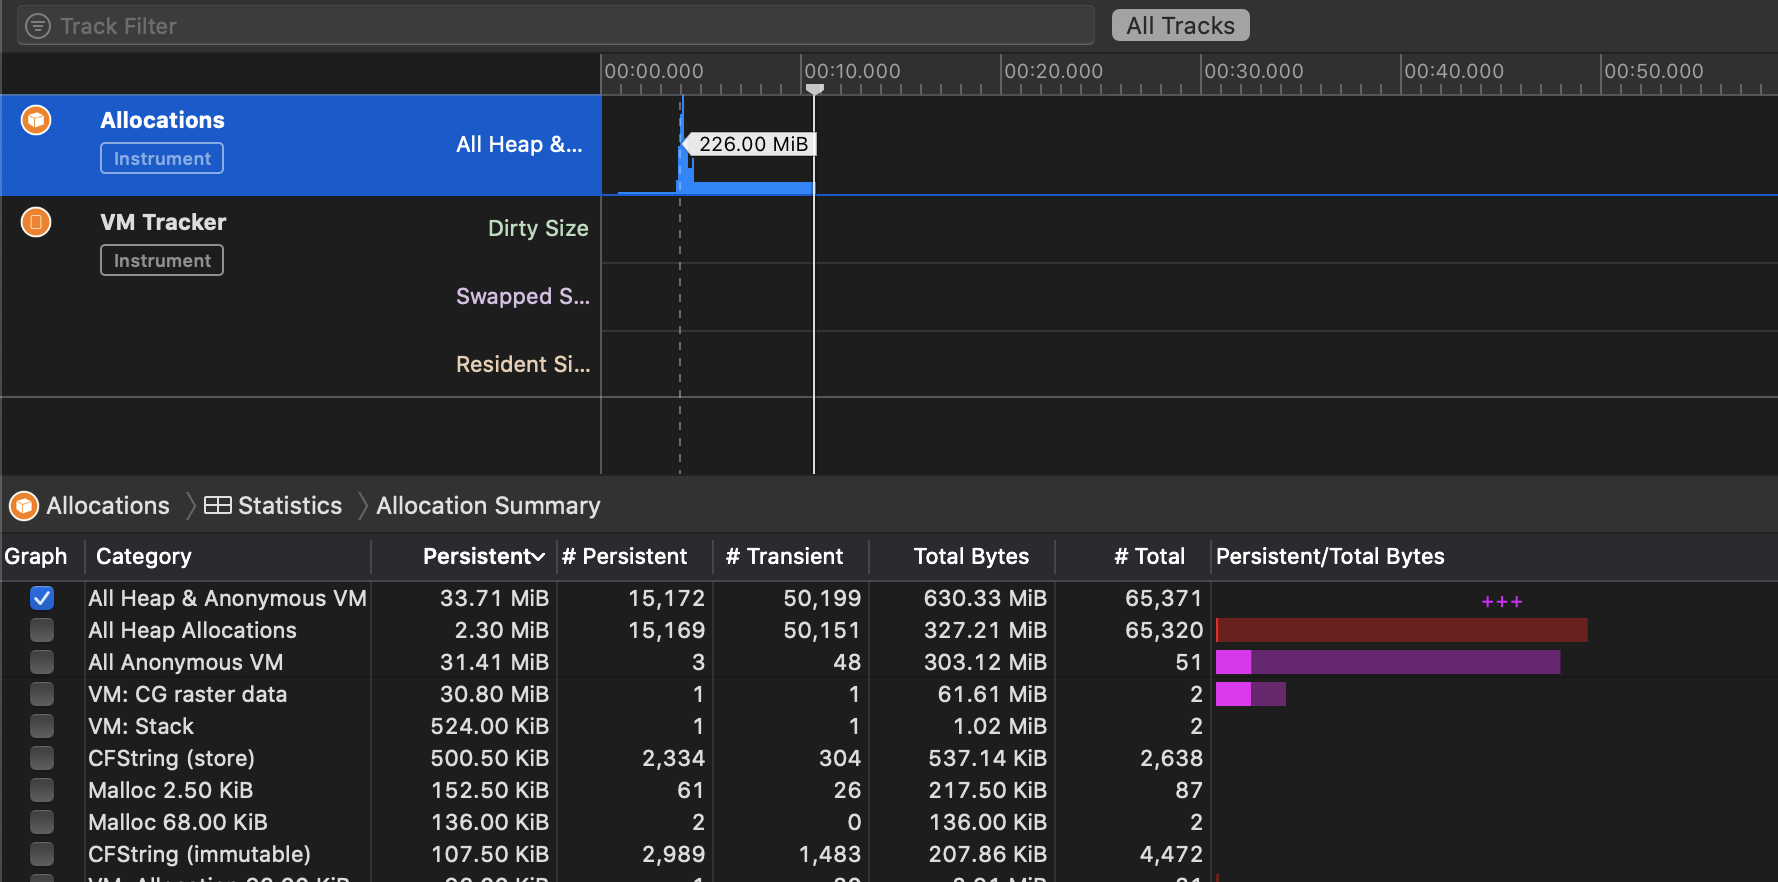 Track Filter
All Tracks
00:00.000 00:10.000 00:20.000 00:30.000 00:40.000 00:50.000
Allocations
Instrument
All Heap &...
226.00 MiB
VM Tracker
Instrument
Dirty Size
Swapped S...
Resident Si...
Allocations Statistics Allocation Summary
Graph Category Persistent # Persistent # Transient Total Bytes # Total Persistent/Total Bytes
All Heap & Anonymous VM 33.71 MiB 15,172 50,199 630.33 MiB 65,371 +++
All Heap Allocations 2.30 MiB 15,169 50,151 327.21 MiB 65,320
All Anonymous VM 31.41 MiB 3 48 303.12 MiB 51
VM: CG raster data 30.80 MiB 1 1 61.61 MiB 2
VM: Stack 524.00 KiB 1 1 1.02 MiB 2
CFString (store) 500.50 KiB 2,334 304 537.14 KiB 2,638
Malloc 2.50 KiB 152.50 KiB 61 26 217.50 KiB 87
Malloc 68.00 KiB 136.00 KiB 2 0 136.00 KiB 2
CFString (immutable) 107.50 KiB 2,989 1,483 207.86 KiB 4,472